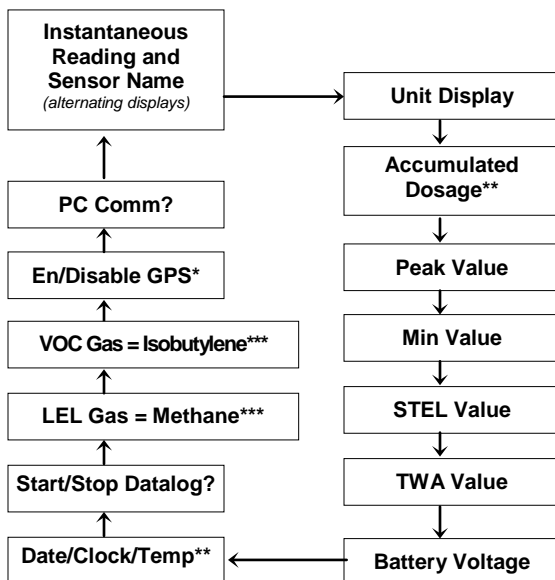 Instantaneous
Reading and
Sensor Name
(alternating displays)
Unit Display
Accumulated
Dosage**
Peak Value
Min Value
STEL Value
TWA Value
Battery Voltage
Date/Clock/Temp**
Start/Stop Datalog?
LEL Gas = Methane***
VOC Gas = Isobutylene***
En/Disable GPS*
PC Comm?